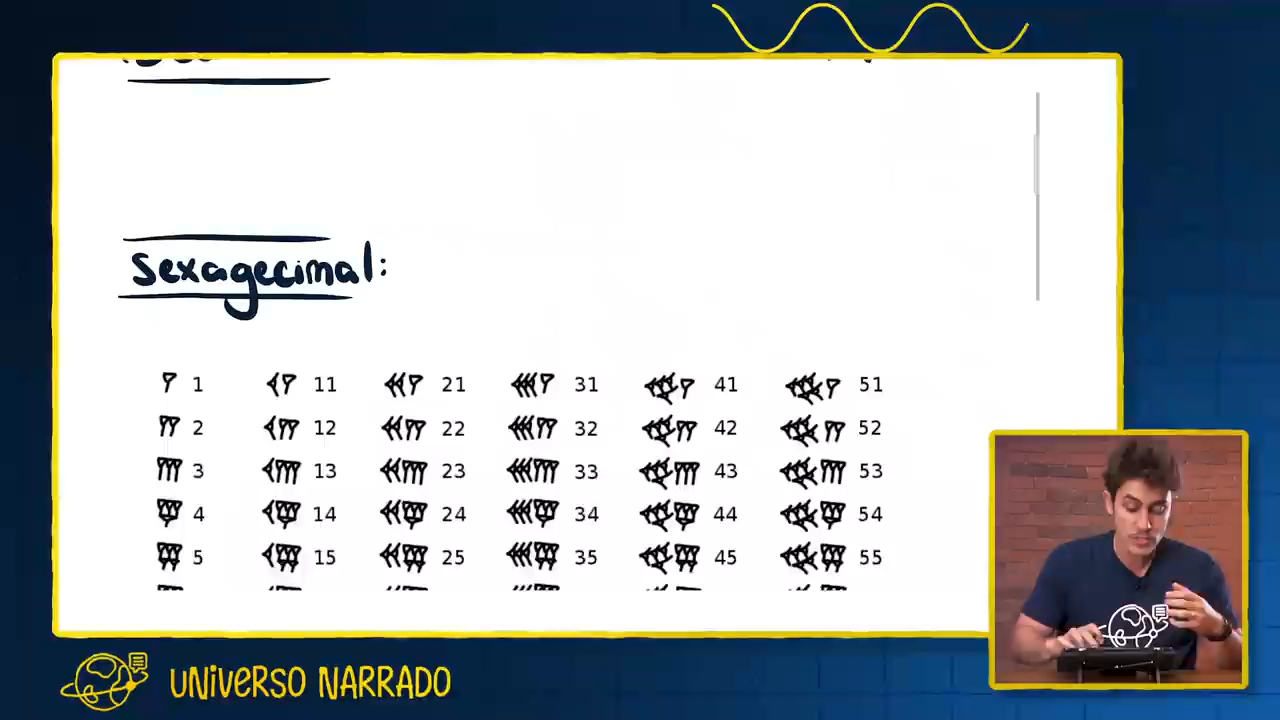 Sexagecimal:
1 11 21 31 41 51
2 12 22 32 42 52
3 13 23 33 43 53
4 14 24 34 44 54
5 15 25 35 45 55
UNIVERSO NARRADO